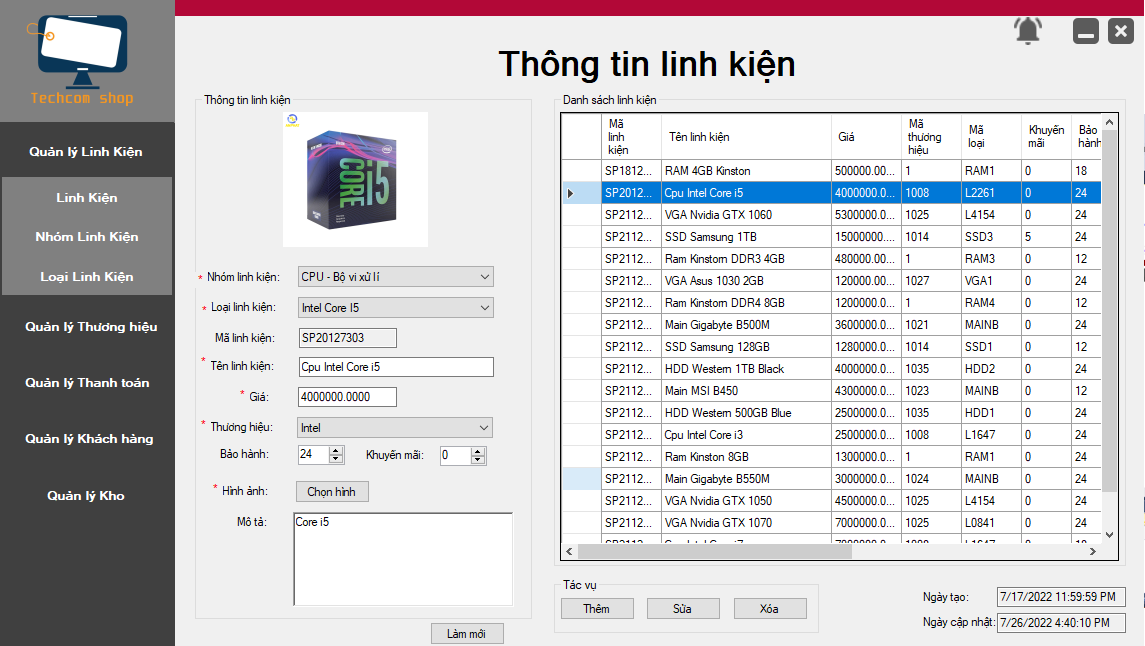 Techcom shop
Quản lý Linh Kiện
Linh Kiện
Nhóm Linh Kiện
Loại Linh Kiện
Quản lý Thương hiệu
Quản lý Thanh toán
Quản lý Khách hàng
Quản lý Kho
Thông tin linh kiện
Thông tin linh kiện
CORE i5
* Nhóm linh kiện: CPU - Bộ vi xử lí
* Loại linh kiện: Intel Core I5
Mã linh kiện: SP20127303
* Tên linh kiện: Cpu Intel Core i5
* Giá: 4000000.0000
* Thương hiệu: Intel
Bảo hành: 24 Khuyến mãi: 0
* Hình ảnh: Chọn hình
Mô tả: Core i5
Làm mới
Danh sách linh kiện
Mã linh kiện Tên linh kiện Giá Mã thương hiệu Mã loại Khuyến mãi Bảo hành
SP1812... RAM 4GB Kinston 500000.00... 1 RAM1 0 18
SP2012... Cpu Intel Core i5 4000000.0... 1008 L2261 0 24
SP2112... VGA Nvidia GTX 1060 5300000.0... 1025 L4154 0 24
SP2112... SSD Samsung 1TB 15000000.... 1014 SSD3 5 24
SP2112... Ram Kinstorn DDR3 4GB 480000.00... 1 RAM3 0 12
SP2112... VGA Asus 1030 2GB 120000.00... 1027 VGA1 0 24
SP2112... Ram Kinstorn DDR4 8GB 1200000.0... 1 RAM4 0 12
SP2112... Main Gigabyte B500M 3600000.0... 1021 MAINB 0 24
SP2112... SSD Samsung 128GB 1280000.0... 1014 SSD1 0 12
SP2112... HDD Western 1TB Black 4000000.0... 1035 HDD2 0 24
SP2112... Main MSI B450 4300000.0... 1023 MAINB 0 12
SP2112... HDD Western 500GB Blue 2500000.0... 1035 HDD1 0 24
SP2112... Cpu Intel Core i3 2500000.0... 1008 L1647 0 24
SP2112... Ram Kinston 8GB 1300000.0... 1 RAM1 0 24
SP2112... Main Gigabyte B550M 3000000.0... 1024 MAINB 0 24
SP2112... VGA Nvidia GTX 1050 4500000.0... 1025 L4154 0 24
SP2112... VGA Nvidia GTX 1070 7000000.0... 1025 L0841 0 24
Tác vụ
Thêm Sửa Xóa
Ngày tạo: 7/17/2022 11:59:59 PM
Ngày cập nhật: 7/26/2022 4:40:10 PM